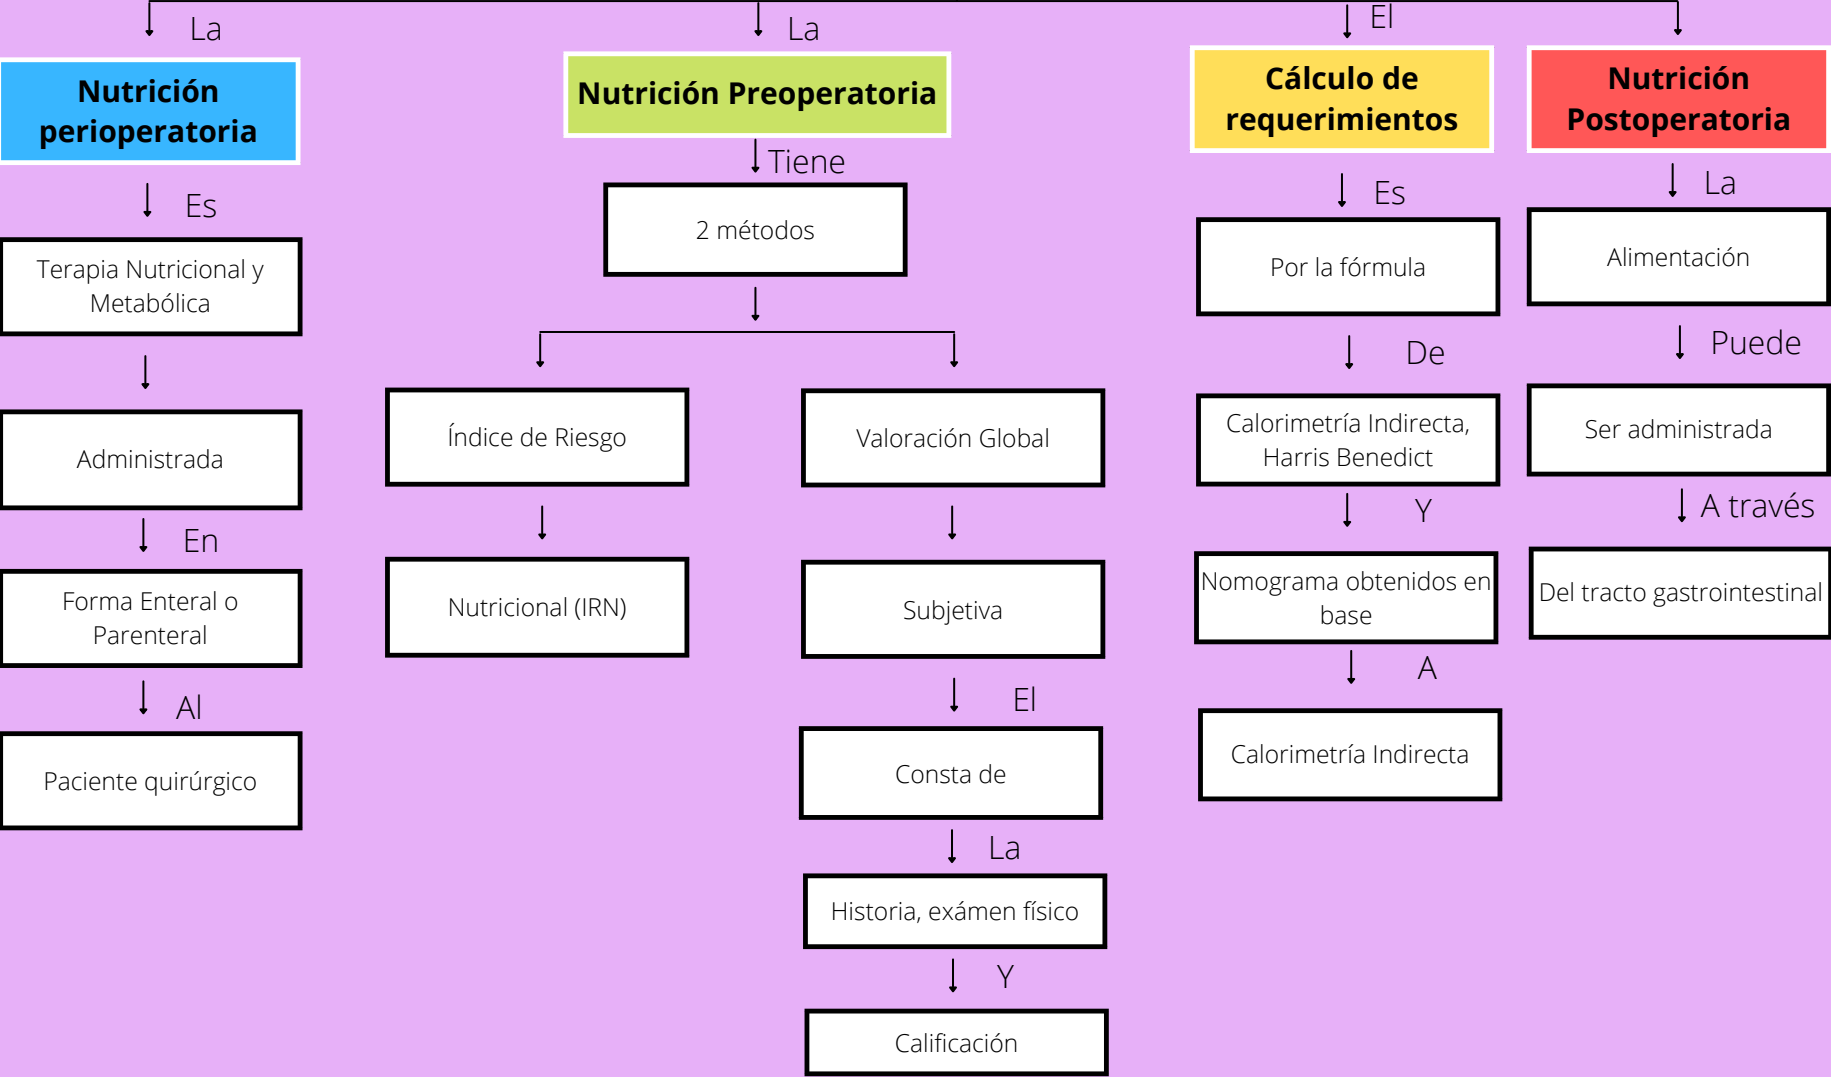 La
Nutrición
perioperatoria
Es
Terapia Nutricional y
Metabólica
Administrada
En
Forma Enteral o
Parenteral
Al
Paciente quirúrgico
La
Nutrición Preoperatoria
Tiene
2 métodos
Índice de Riesgo
Nutricional (IRN)
Valoración Global
Subjetiva
El
Consta de
La
Historia, exámen físico
Y
Calificación
El
Cálculo de
requerimientos
Es
Por la fórmula
De
Calorimetría Indirecta,
Harris Benedict
Y
Nomograma obtenidos en
base
A
Calorimetría Indirecta
Nutrición
Postoperatoria
La
Alimentación
Puede
Ser administrada
A través
Del tracto gastrointestinal